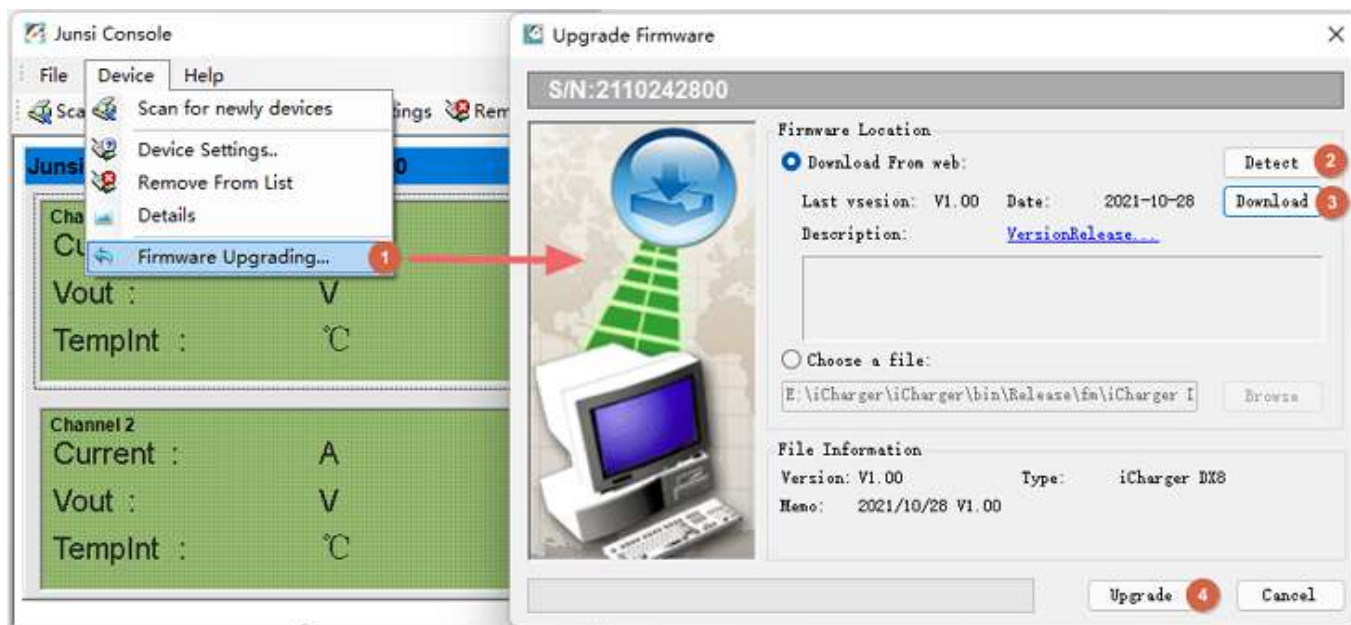 Junsi Console
File Device Help
Sca
Scan for newly devices
ings Rem
Device Settings..
Junsi
0
Remove From List
Cha
Details
Cu
Firmware Upgrading... 1
Vout : V
TempInt : ℃
Channel 2
Current : A
Vout : V
TempInt : ℃
Upgrade Firmware
S/N:2110242800
Firmware Location
Download From web: Detect 2
Last vsesion: V1.00 Date: 2021-10-28 Download 3
Description: VersionRelease...
Choose a file:
E:\iCharger\iCharger\bin\Release\fm\iCharger Browse
File Information
Version: V1.00 Type: iCharger DX8
Memo: 2021/10/28 V1.00
Upgrade 4 Cancel